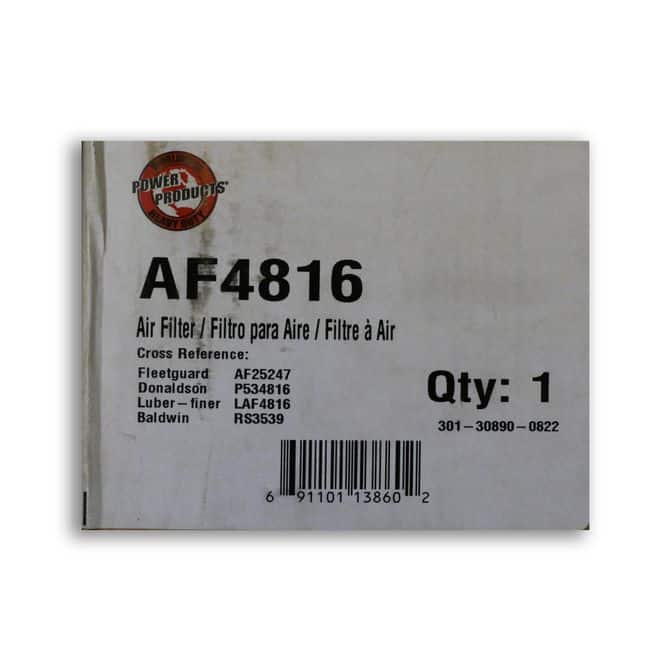 POWER
PRODUCTS®
HEAVY DUTY
AF4816
Air Filter / Filtro para Aire / Filtre à Air
Cross Reference:
Fleetguard AF25247
Donaldson P534816
Luber-finer LAF4816
Baldwin RS3539
Qty: 1
301-30890-0822
6 91101 13860 2